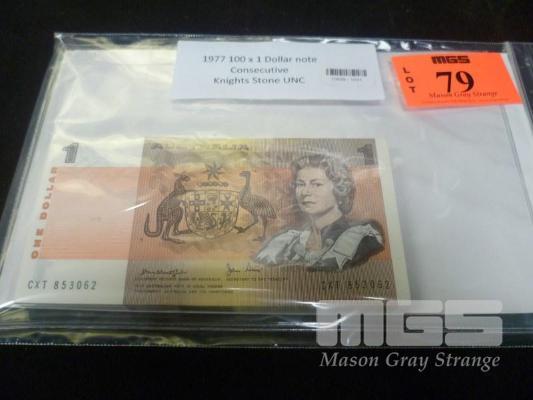 1977 100 x 1 Dollar note
Consecutive
Knights Stone UNC
MGS
LOT
79
Mason Gray Strange
1
AUSTRALIA
1
ONE DOLLAR
CXT 853062
CXT 853062
MGS
Mason Gray Strange